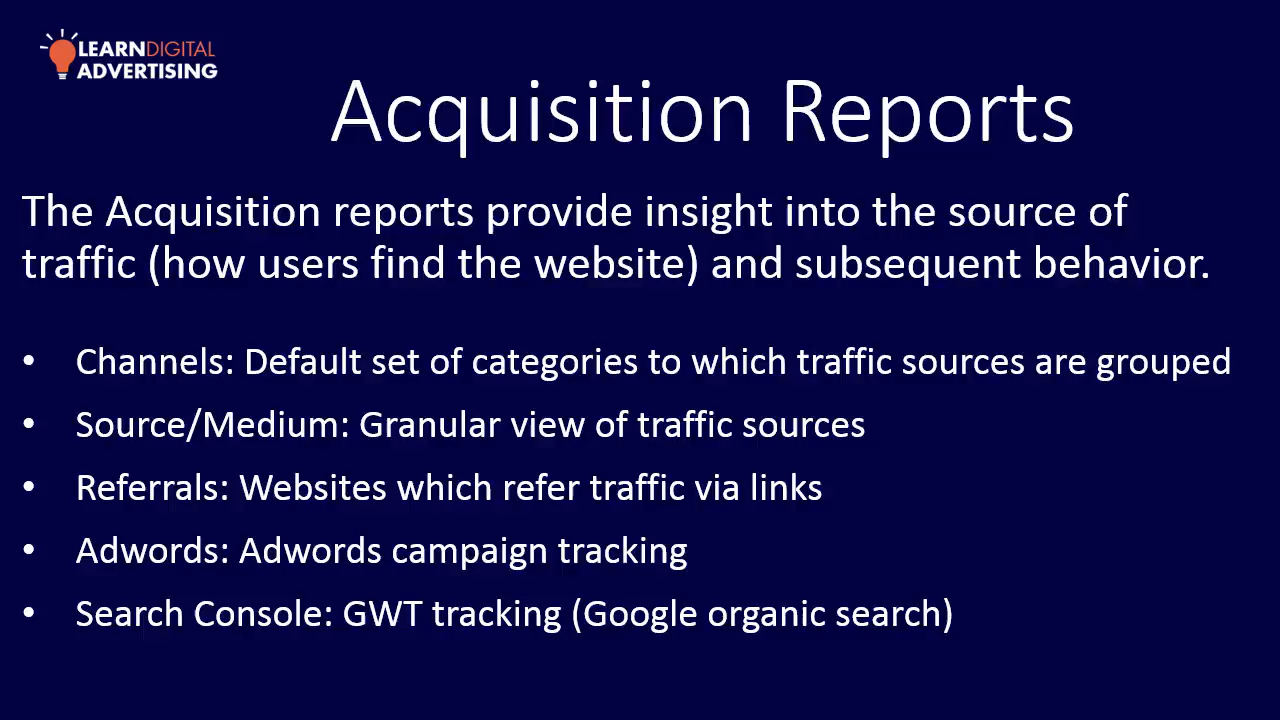 LEARNDIGITAL
ADVERTISING
Acquisition Reports
The Acquisition reports provide insight into the source of
traffic (how users find the website) and subsequent behavior.
• Channels: Default set of categories to which traffic sources are grouped
• Source/Medium: Granular view of traffic sources
• Referrals: Websites which refer traffic via links
• Adwords: Adwords campaign tracking
• Search Console: GWT tracking (Google organic search)